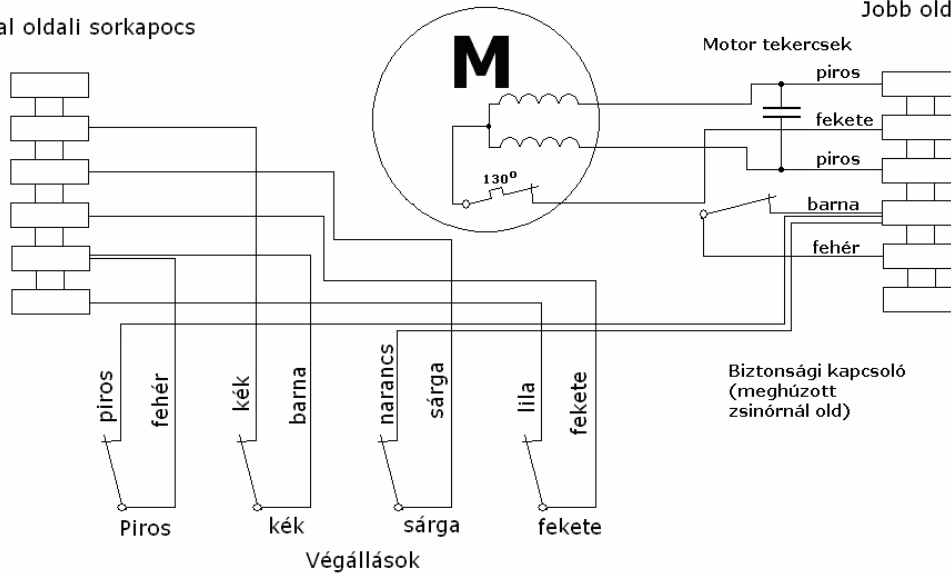 al oldali sorkapocs
Jobb old
M
Motor tekercsek
130°
piros
fekete
piros
barna
fehér
piros
fehér
kék
barna
narancs
sárga
lila
fekete
Biztonsági kapcsoló
(meghúzott
zsinórnál old)
Piros
kék
sárga
fekete
Végállások